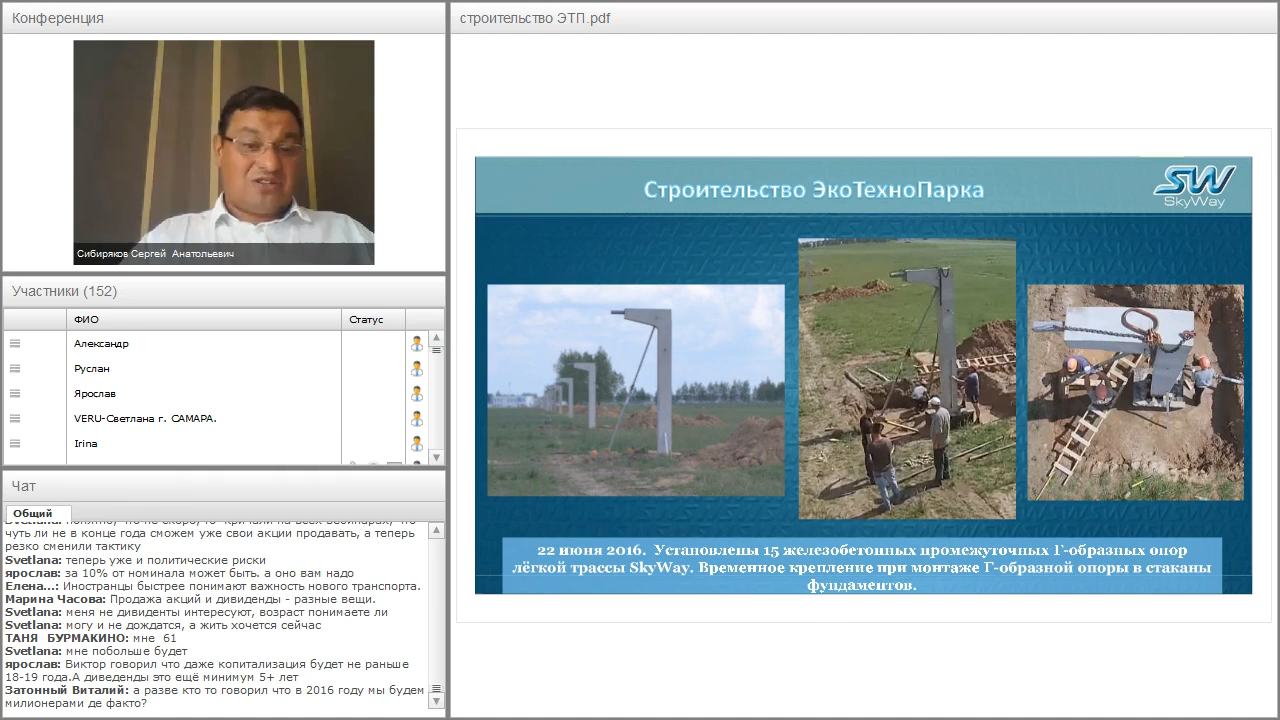 Конференция
Сибиряков Сергей Анатольевич
Участники (152)
ФИО
Статус
Александр
Руслан
Ярослав
VERU-Светлана г. САМАРА.
Irina
Чат
Общий
чуть ли не в конце года сможем уже свои акции продавать, а теперь
резко сменили тактику
Svetlana: теперь уже и политические риски
ярослав: за 10% от номинала может быть. а оно вам надо
Елена...: Иностранцы быстрее понимают важность нового транспорта.
Марина Часова: Продажа акций и дивиденды - разные вещи.
Svetlana: меня не дивиденты интересуют, возраст понимаете ли
Svetlana: могу и не дождатся, а жить хочется сейчас
ТАНЯ БУРМАКИНО: мне 61
Svetlana: мне побольше будет
ярослав: Виктор говорил что даже копитализация будет не раньше
18-19 года.А диведенды это ещё минимум 5+ лет
Затонный Виталий: а разве кто то говорил что в 2016 году мы будем
милионерами де факто?
строительство ЭТП.pdf
Строительство ЭкоТехноПарка
SW
SkyWay
22 июня 2016. Установлены 15 железобетонных промежуточных Г-образных опор
лёгкой трассы SkyWay. Временное крепление при монтаже Г-образной опоры в стаканы
фундаментов.